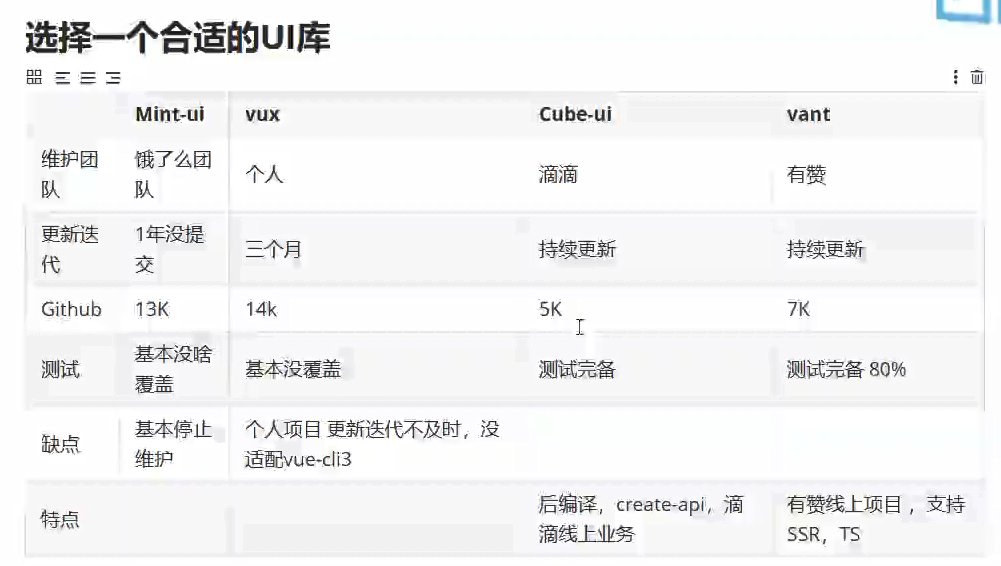 选择一个合适的UI库
Mint-ui vux Cube-ui vant
维护团队 饿了么团队 个人 滴滴 有赞
更新迭代 1年没提交 三个月 持续更新 持续更新
Github 13K 14k 5K 7K
测试 基本没啥覆盖 基本没覆盖 测试完备 测试完备 80%
缺点 基本停止维护 个人项目 更新迭代不及时，没适配vue-cli3
特点 后编译，create-api，滴滴线上业务 有赞线上项目 ，支持SSR，TS